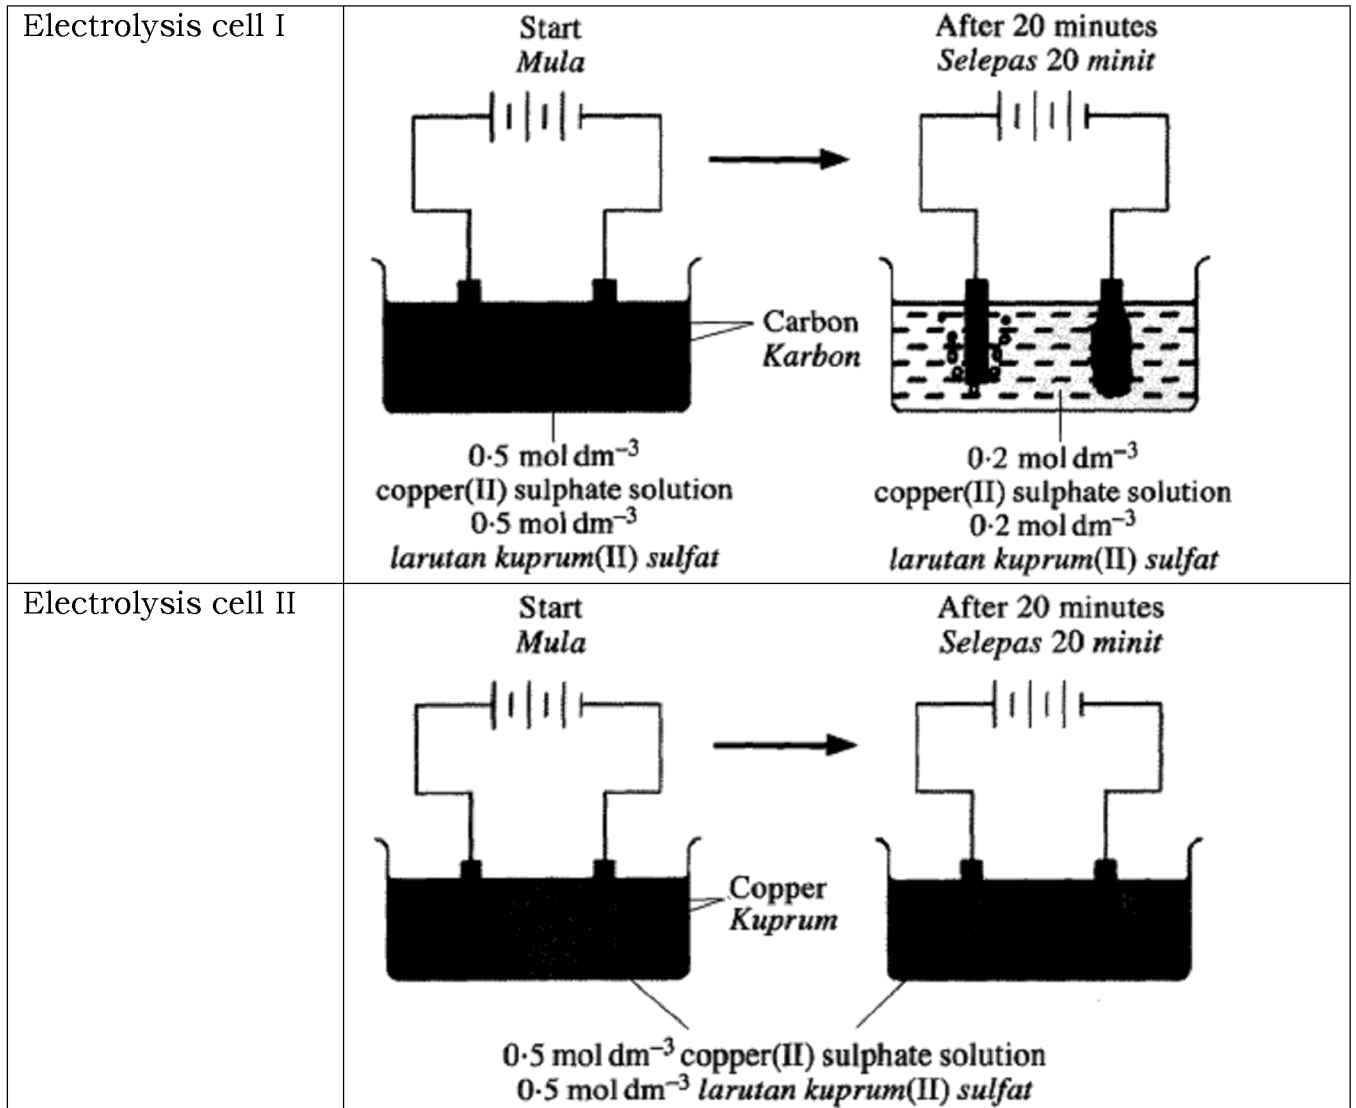 Electrolysis cell I
Start
Mula
After 20 minutes
Selepas 20 minit
Carbon
Karbon
0·5 mol dm⁻³
copper(II) sulphate solution
0·5 mol dm⁻³
larutan kuprum(II) sulfat
0·2 mol dm⁻³
copper(II) sulphate solution
0·2 mol dm⁻³
larutan kuprum(II) sulfat
Electrolysis cell II
Start
Mula
After 20 minutes
Selepas 20 minit
Copper
Kuprum
0·5 mol dm⁻³ copper(II) sulphate solution
0·5 mol dm⁻³ larutan kuprum(II) sulfat